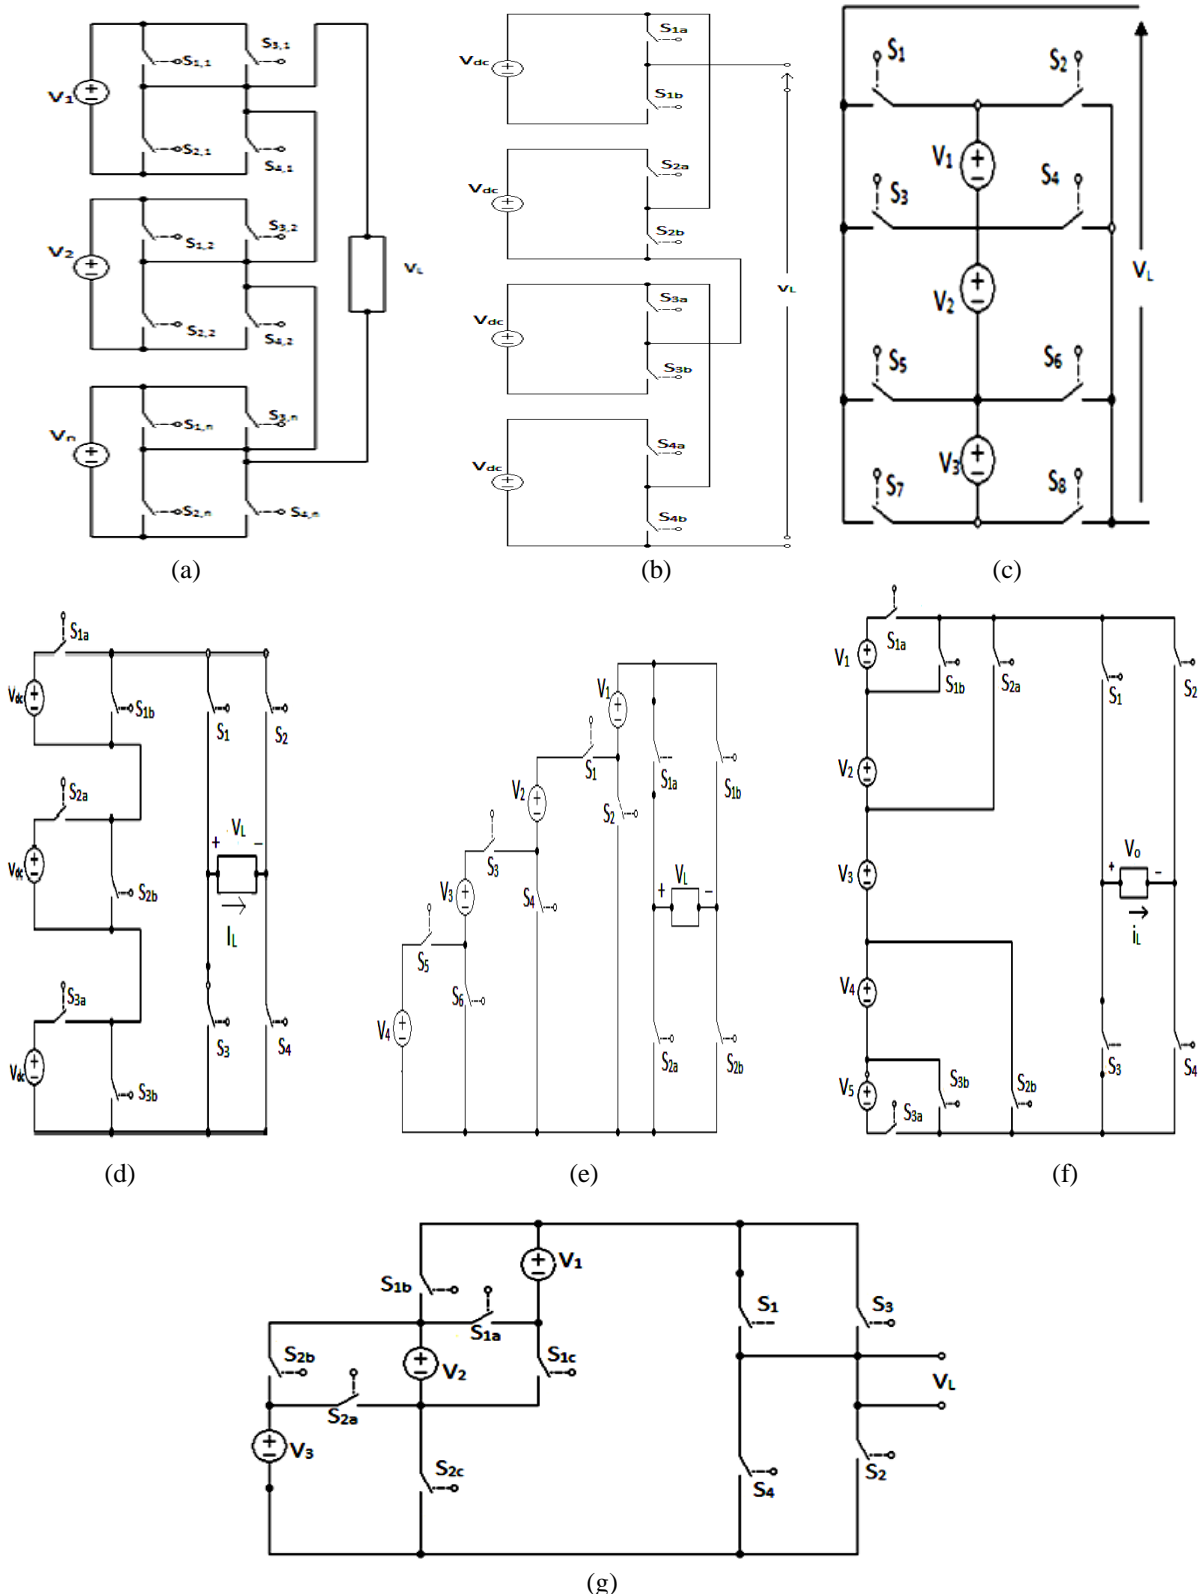 S3,1
S1,1
V1
S2,1
S4,1
S3,2
S1,2
V2
VL
S2,2
S4,2
S3,n
S1,n
Vn
S2,n
S4,n
(a)
S1a
Vdc
S1b
S2a
Vdc
S2b
S3a
VL
Vdc
S3b
S4a
Vdc
S4b
(b)
S1
S2
V1
S3
S4
V2
VL
S5
S6
V3
S7
S8
(c)
S1a
Vdc
S1b
S1
S2
S2a
VL
+
−
Vdc
S2b
IL
S3a
S3
S4
Vdc
S3b
(d)
V1
S1
S1a
S1b
V2
S2
S3
VL
+
−
V3
S4
S5
S6
V4
S2a
S2b
(e)
S1a
V1
S1b
S2a
S1
S2
V2
Vo
+
−
V3
iL
V4
S3
S4
V5
S3b
S2b
S3a
(f)
V1
S1b
S1a
S1
S3
S2b
V2
S1c
VL
S2a
V3
S2c
S4
S2
(g)